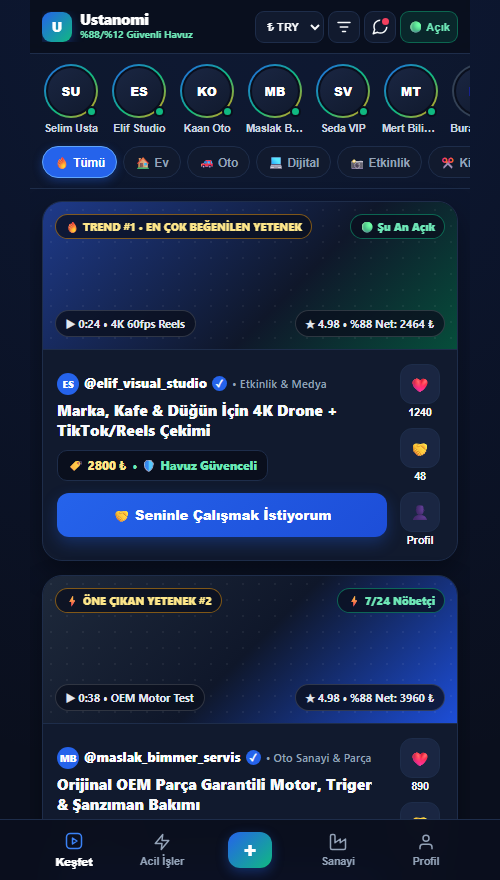 U
Ustanomi
%88/%12 Güvenli Havuz
₺ TRY
Açık
SU
ES
KO
MB
SV
MT
Selim Usta
Elif Studio
Kaan Oto
Maslak B...
Seda VIP
Mert Bili...
Bura
Tümü
Ev
Oto
Dijital
Etkinlik
Ki
TREND #1 • EN ÇOK BEĞENİLEN YETENEK
Şu An Açık
▶ 0:24 • 4K 60fps Reels
★ 4.98 • %88 Net: 2464 ₺
ES @elif_visual_studio ✓ • Etkinlik & Medya
Marka, Kafe & Düğün İçin 4K Drone +
TikTok/Reels Çekimi
1240
2800 ₺ • Havuz Güvenceli
48
Seninle Çalışmak İstiyorum
Profil
ÖNE ÇIKAN YETENEK #2
7/24 Nöbetçi
▶ 0:38 • OEM Motor Test
★ 4.98 • %88 Net: 3960 ₺
MB @maslak_bimmer_servis ✓ • Oto Sanayi & Parça
Orijinal OEM Parça Garantili Motor, Triger
& Şanzıman Bakımı
890
Keşfet
Acil İşler
+
Sanayi
Profil